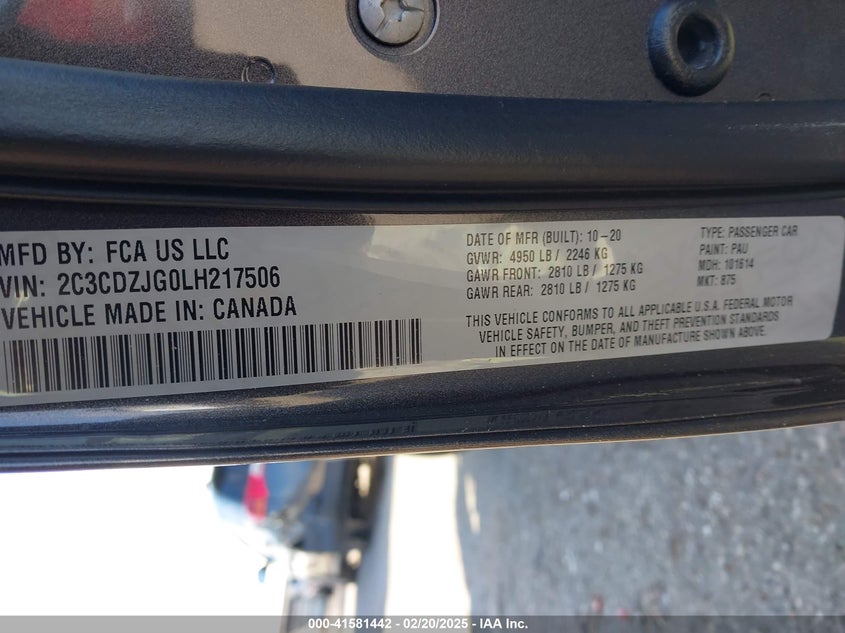 MFD BY: FCA US LLC
VIN: 2C3CDZJG0LH217506
VEHICLE MADE IN: CANADA
DATE OF MFR (BUILT): 10-20
GVWR: 4950 LB / 2246 KG
GAWR FRONT: 2810 LB / 1275 KG
GAWR REAR: 2810 LB / 1275 KG
TYPE: PASSENGER CAR
PAINT: PAU
MDH: 101614
MKT: 875
THIS VEHICLE CONFORMS TO ALL APPLICABLE U.S.A. FEDERAL MOTOR
VEHICLE SAFETY, BUMPER, AND THEFT PREVENTION STANDARDS
IN EFFECT ON THE DATE OF MANUFACTURE SHOWN ABOVE.
000-41581442 - 02/20/2025 - IAA Inc.